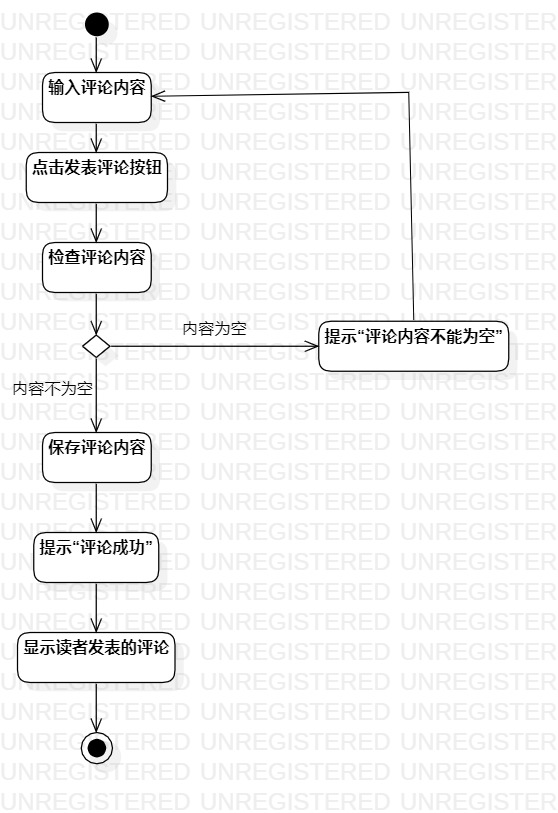 输入评论内容
点击发表评论按钮
检查评论内容
内容为空
提示“评论内容不能为空”
内容不为空
保存评论内容
提示“评论成功”
显示读者发表的评论
UNREGISTERED